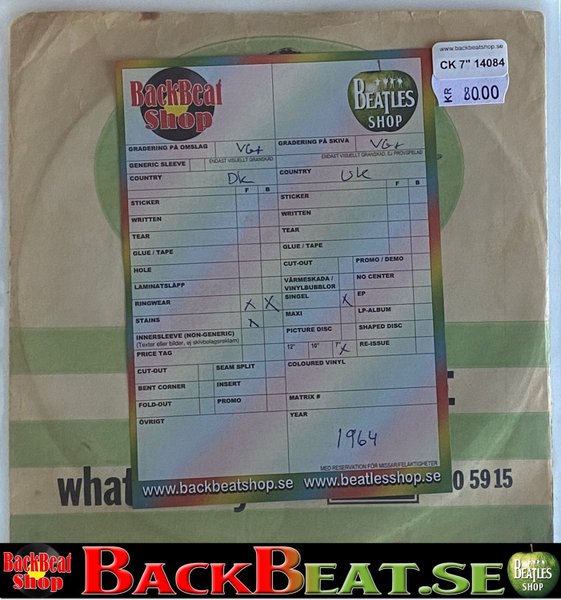 www.backbeatshop.se
CK 7" 14084
KR 80.00
BackBeat Shop
BEATLES SHOP
GRADERING PÅ OMSLAG VG+
GRADERING PÅ SKIVA VG+
GENERIC SLEEVE
ENDAST VISUELLT GRANSKAD
ENDAST VISUELLT GRANSKAD, EJ PROVSPELAD
COUNTRY DK
COUNTRY UK
F B
F B
STICKER
STICKER
WRITTEN
WRITTEN
TEAR
TEAR
GLUE / TAPE
GLUE / TAPE
HOLE
CUT-OUT
PROMO / DEMO
LAMINATSLÄPP
VÄRMESKADA / VINYLBUBBLOR
NO CENTER
RINGWEAR X X
SINGEL X
EP
STAINS X
MAXI
LP-ALBUM
INNERSLEEVE (NON-GENERIC)
(Texter eller bilder, ej skivbolagsreklam)
PICTURE DISC
SHAPED DISC
PRICE TAG
12" 10" 7" X
RE-ISSUE
CUT-OUT
SEAM SPLIT
COLOURED VINYL
BENT CORNER
INSERT
FOLD-OUT
PROMO
MATRIX #
ÖVRIGT
YEAR
1964
MED RESERVATION FÖR MISSAR/FELAKTIGHETER
www.backbeatshop.se www.beatlesshop.se
what
0 59 15
BackBeat Shop
BACKBEAT.SE
BEATLES SHOP